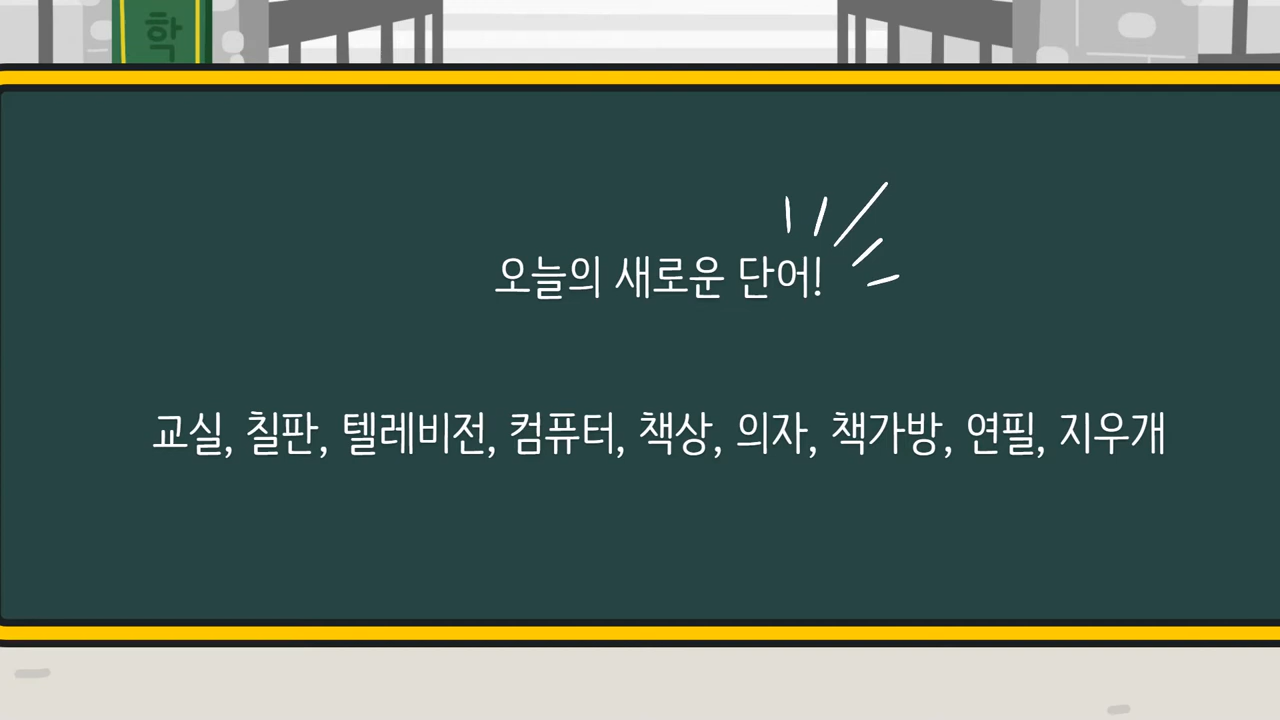 학
오늘의 새로운 단어!
교실, 칠판, 텔레비전, 컴퓨터, 책상, 의자, 책가방, 연필, 지우개